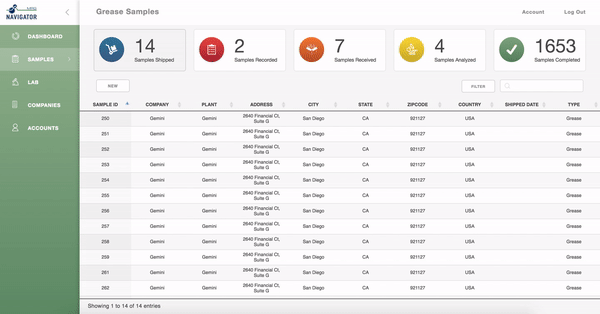 NAVIGATOR
Grease Samples
Account
Log Out
DASHBOARD
SAMPLES
LAB
COMPANIES
ACCOUNTS
14
Samples Shipped
2
Samples Recorded
7
Samples Received
4
Samples Analyzed
1653
Samples Completed
NEW
FILTER
SAMPLE ID COMPANY PLANT ADDRESS CITY STATE ZIPCODE COUNTRY SHIPPED DATE TYPE
250 Gemini Gemini 2640 Financial Ct, Suite G San Diego CA 921127 USA Grease
251 Gemini Gemini 2640 Financial Ct, Suite G San Diego CA 921127 USA Grease
252 Gemini Gemini 2640 Financial Ct, Suite G San Diego CA 921127 USA Grease
253 Gemini Gemini 2640 Financial Ct, Suite G San Diego CA 921127 USA Grease
254 Gemini Gemini 2640 Financial Ct, Suite G San Diego CA 921127 USA Grease
255 Gemini Gemini 2640 Financial Ct, Suite G San Diego CA 921127 USA Grease
256 Gemini Gemini 2640 Financial Ct, Suite G San Diego CA 921127 USA Grease
257 Gemini Gemini 2640 Financial Ct, Suite G San Diego CA 921127 USA Grease
258 Gemini Gemini 2640 Financial Ct, Suite G San Diego CA 921127 USA Grease
259 Gemini Gemini 2640 Financial Ct, Suite G San Diego CA 921127 USA Grease
261 Gemini Gemini 2640 Financial Ct, Suite G San Diego CA 921127 USA Grease
262 Gemini Gemini 2640 Financial Ct, Suite G San Diego CA 921127 USA Grease
Showing 1 to 14 of 14 entries